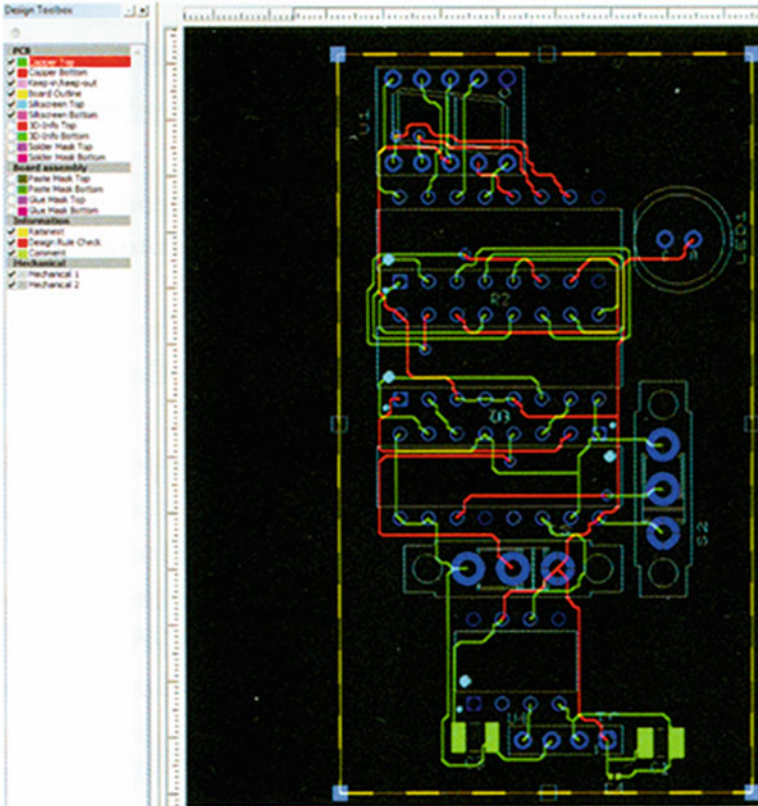 Design Toolbox
PCB
Copper Top
Copper Bottom
Keep-in/keep-out
Board Outline
Silkscreen Top
Silkscreen Bottom
3D-Info Top
3D-Info Bottom
Solder Mask Top
Solder Mask Bottom
Board assembly
Paste Mask Top
Paste Mask Bottom
Glue Mask Top
Glue Mask Bottom
Information
Ratsnest
Design Rule Check
Comment
Mechanical
Mechanical 1
Mechanical 2
U1
LED1
C A
R2
S2